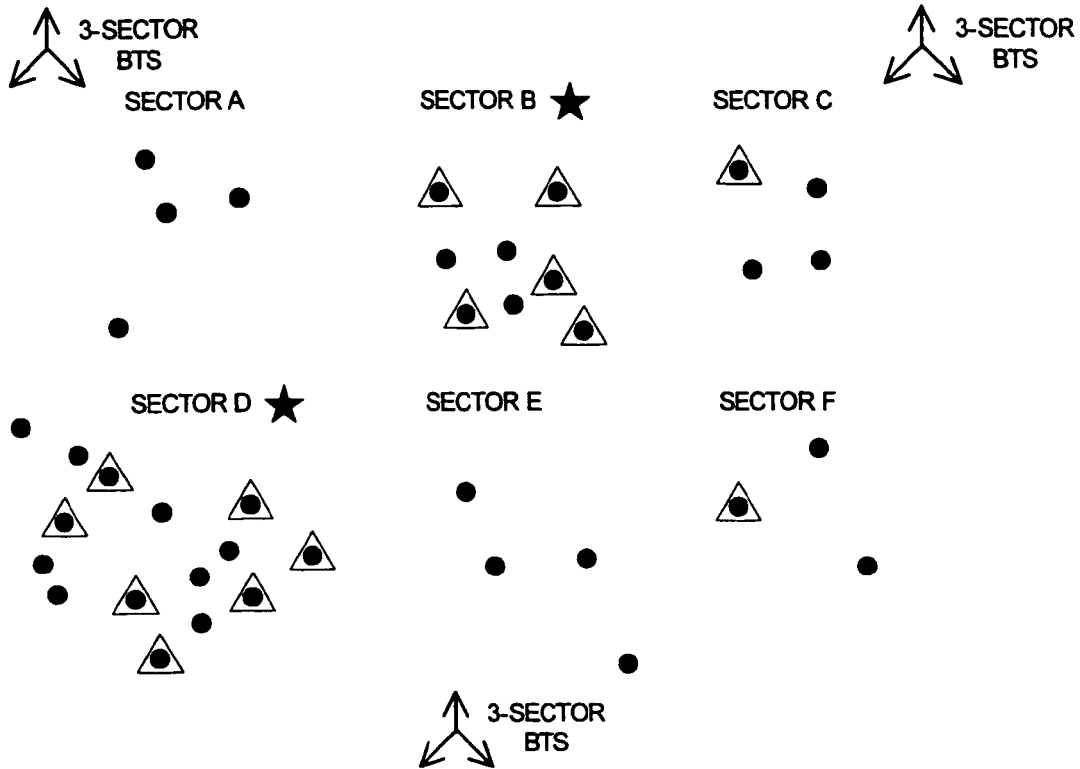 3-SECTOR
BTS
3-SECTOR
BTS
SECTOR A
SECTOR B
SECTOR C
SECTOR D
SECTOR E
SECTOR F
3-SECTOR
BTS